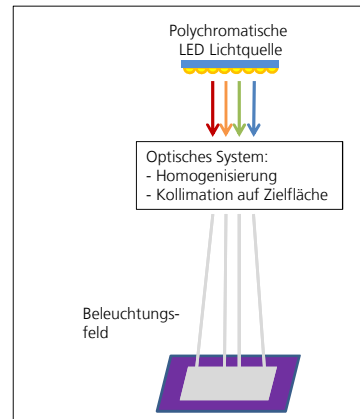 Polychromatische
LED Lichtquelle
Optisches System:
- Homogenisierung
- Kollimation auf Zielfläche
Beleuchtungs-
feld